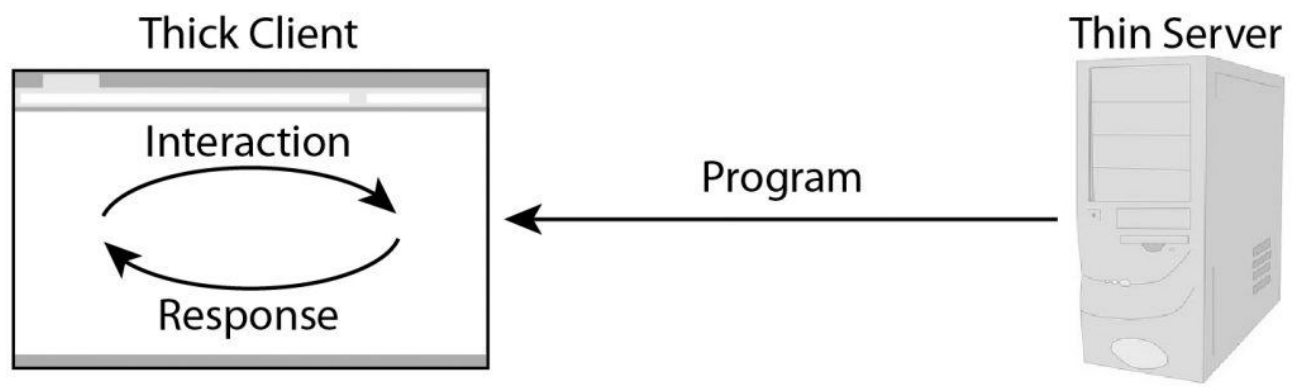 Thick Client
Thin Server
Interaction
Program
Response